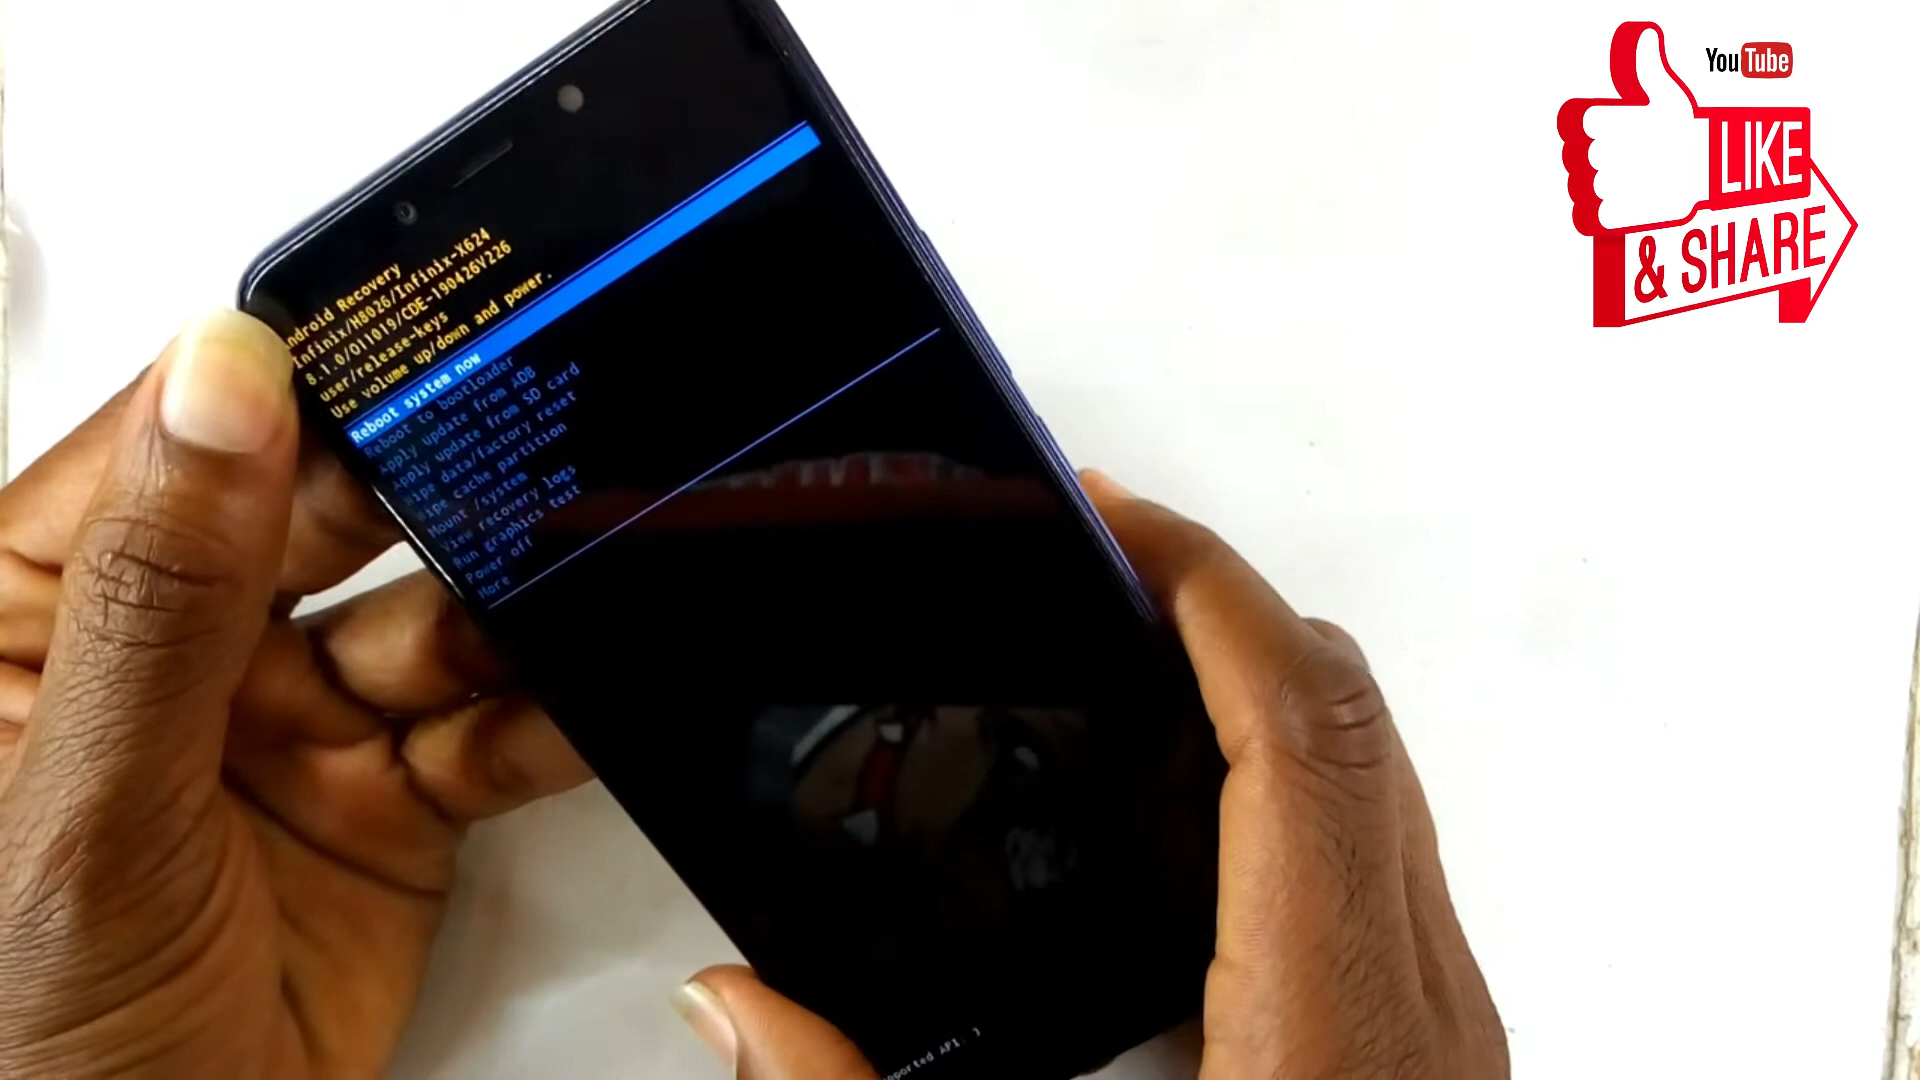 Android Recovery
Infinix/H8026/Infinix-X624
8.1.0/O11019/CDE-190426V226
user/release-keys
Use volume up/down and power.
Reboot system now
Reboot to bootloader
Apply update from ADB
Apply update from SD card
Wipe data/factory reset
Wipe cache partition
Mount /system
View recovery logs
Run graphics test
Power off
More
API. )
YouTube
LIKE
& SHARE